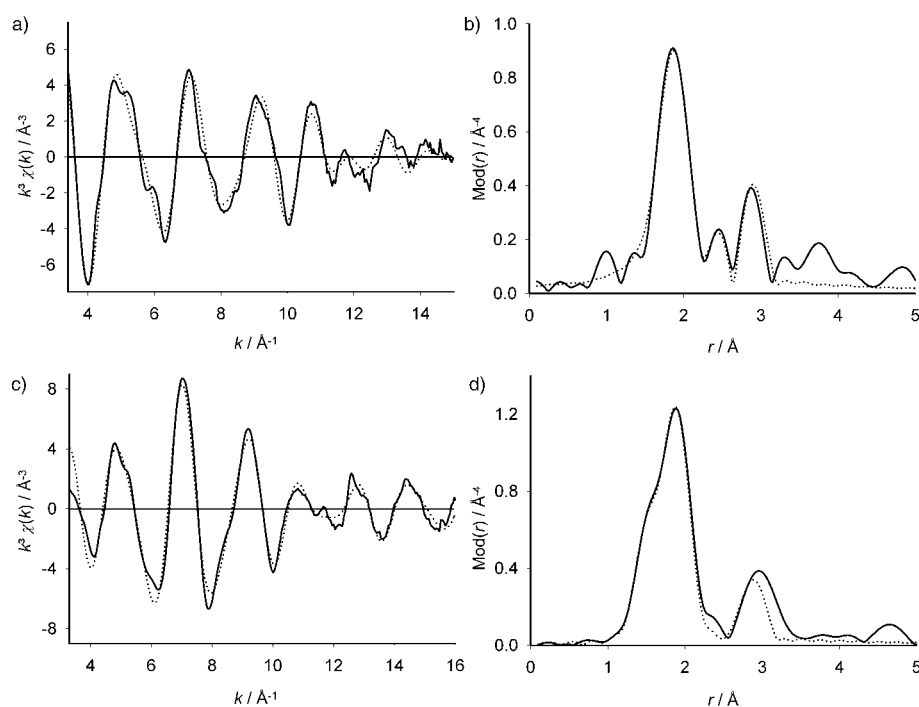 a)
6
4
2
0
-2
-4
-6
k³ χ(k) / Å⁻³
4 6 8 10 12 14
k / Å⁻¹
b)
1.0
0.8
0.6
0.4
0.2
0.0
Mod(r) / Å⁻⁴
0 1 2 3 4 5
r / Å
c)
8
4
0
-4
-8
k³ χ(k) / Å⁻³
4 6 8 10 12 14 16
k / Å⁻¹
d)
1.2
0.8
0.4
0.0
Mod(r) / Å⁻⁴
0 1 2 3 4 5
r / Å